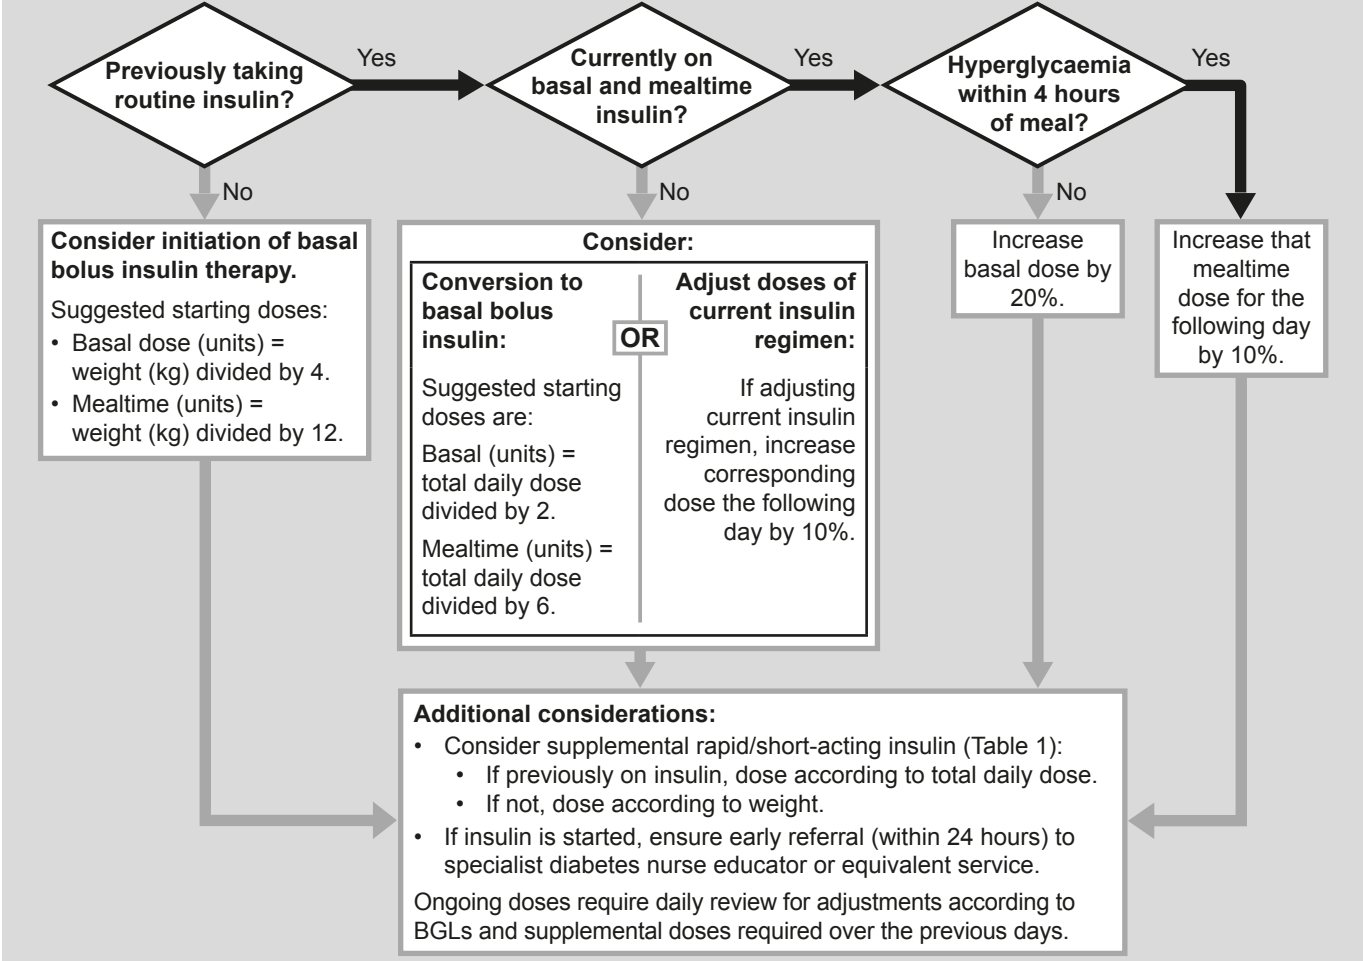 Previously taking
routine insulin?
Yes
Currently on
basal and mealtime
insulin?
Yes
Hyperglycaemia
within 4 hours
of meal?
Yes
No
No
No
Consider initiation of basal
bolus insulin therapy.
Suggested starting doses:
• Basal dose (units) =
weight (kg) divided by 4.
• Mealtime (units) =
weight (kg) divided by 12.
Consider:
Conversion to
basal bolus
insulin:
Suggested starting
doses are:
Basal (units) =
total daily dose
divided by 2.
Mealtime (units) =
total daily dose
divided by 6.
OR
Adjust doses of
current insulin
regimen:
If adjusting
current insulin
regimen, increase
corresponding
dose the following
day by 10%.
Increase
basal dose by
20%.
Increase that
mealtime
dose for the
following day
by 10%.
Additional considerations:
• Consider supplemental rapid/short-acting insulin (Table 1):
• If previously on insulin, dose according to total daily dose.
• If not, dose according to weight.
• If insulin is started, ensure early referral (within 24 hours) to
specialist diabetes nurse educator or equivalent service.
Ongoing doses require daily review for adjustments according to
BGLs and supplemental doses required over the previous days.